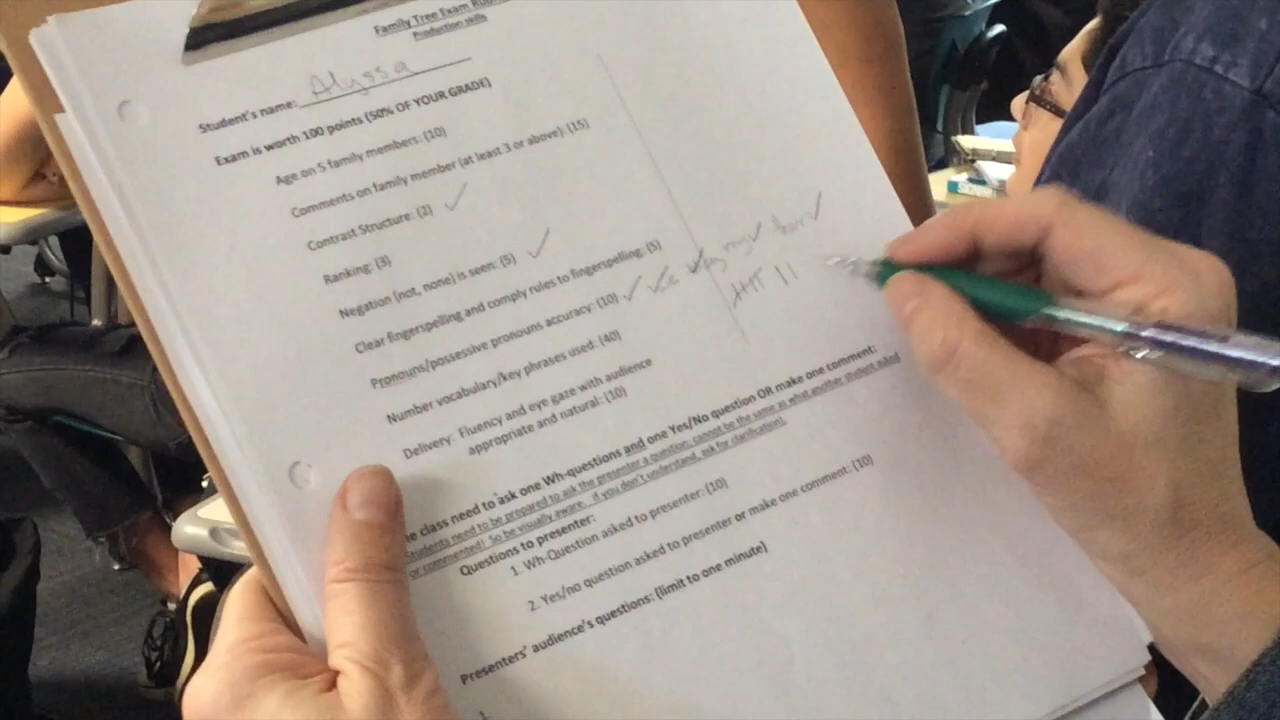 Family Tree Exam
Production skills
Student's name: Alyssa
Exam is worth 100 points (50% OF YOUR GRADE)
Age on 5 family members: (10)
Comments on family member (at least 3 or above): (15)
Contrast Structure: (2) ✓
Ranking: (3)
Negation (not, none) is seen: (5) ✓
Clear fingerspelling and comply rules to fingerspelling: (5)
Pronouns/possessive pronouns accuracy: (10) ✓
Number vocabulary/key phrases used: (40)
Delivery: Fluency and eye gaze with audience
appropriate and natural: (10)
class need to ask one Wh-questions and one Yes/No question OR make one comment:
Students need to be prepared to ask the presenter a question; cannot be the same as what another student asked
or commented! So be visually aware. If you don't understand, ask for clarification).
Questions to presenter:
1. Wh-Question asked to presenter: (10)
2. Yes/no question asked to presenter or make one comment: (10)
Presenters' audience's questions: (limit to one minute)